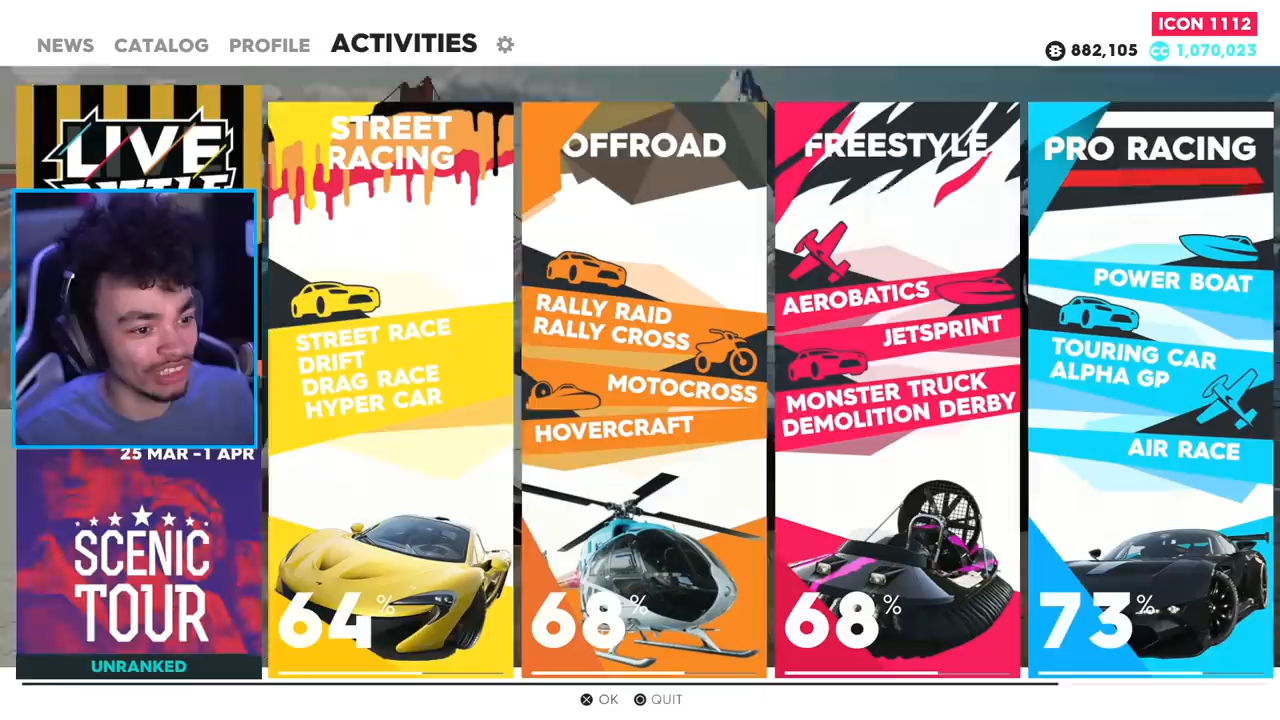 NEWS CATALOG PROFILE ACTIVITIES
ICON 1112
882,105 CC 1,070,023
LIVE
BATTLE
25 MAR - 1 APR
SCENIC
TOUR
UNRANKED
STREET
RACING
STREET RACE
DRIFT
DRAG RACE
HYPER CAR
64%
OFFROAD
RALLY RAID
RALLY CROSS
MOTOCROSS
HOVERCRAFT
68%
FREESTYLE
AEROBATICS
JETSPRINT
MONSTER TRUCK
DEMOLITION DERBY
68%
PRO RACING
POWER BOAT
TOURING CAR
ALPHA GP
AIR RACE
73%
OK QUIT